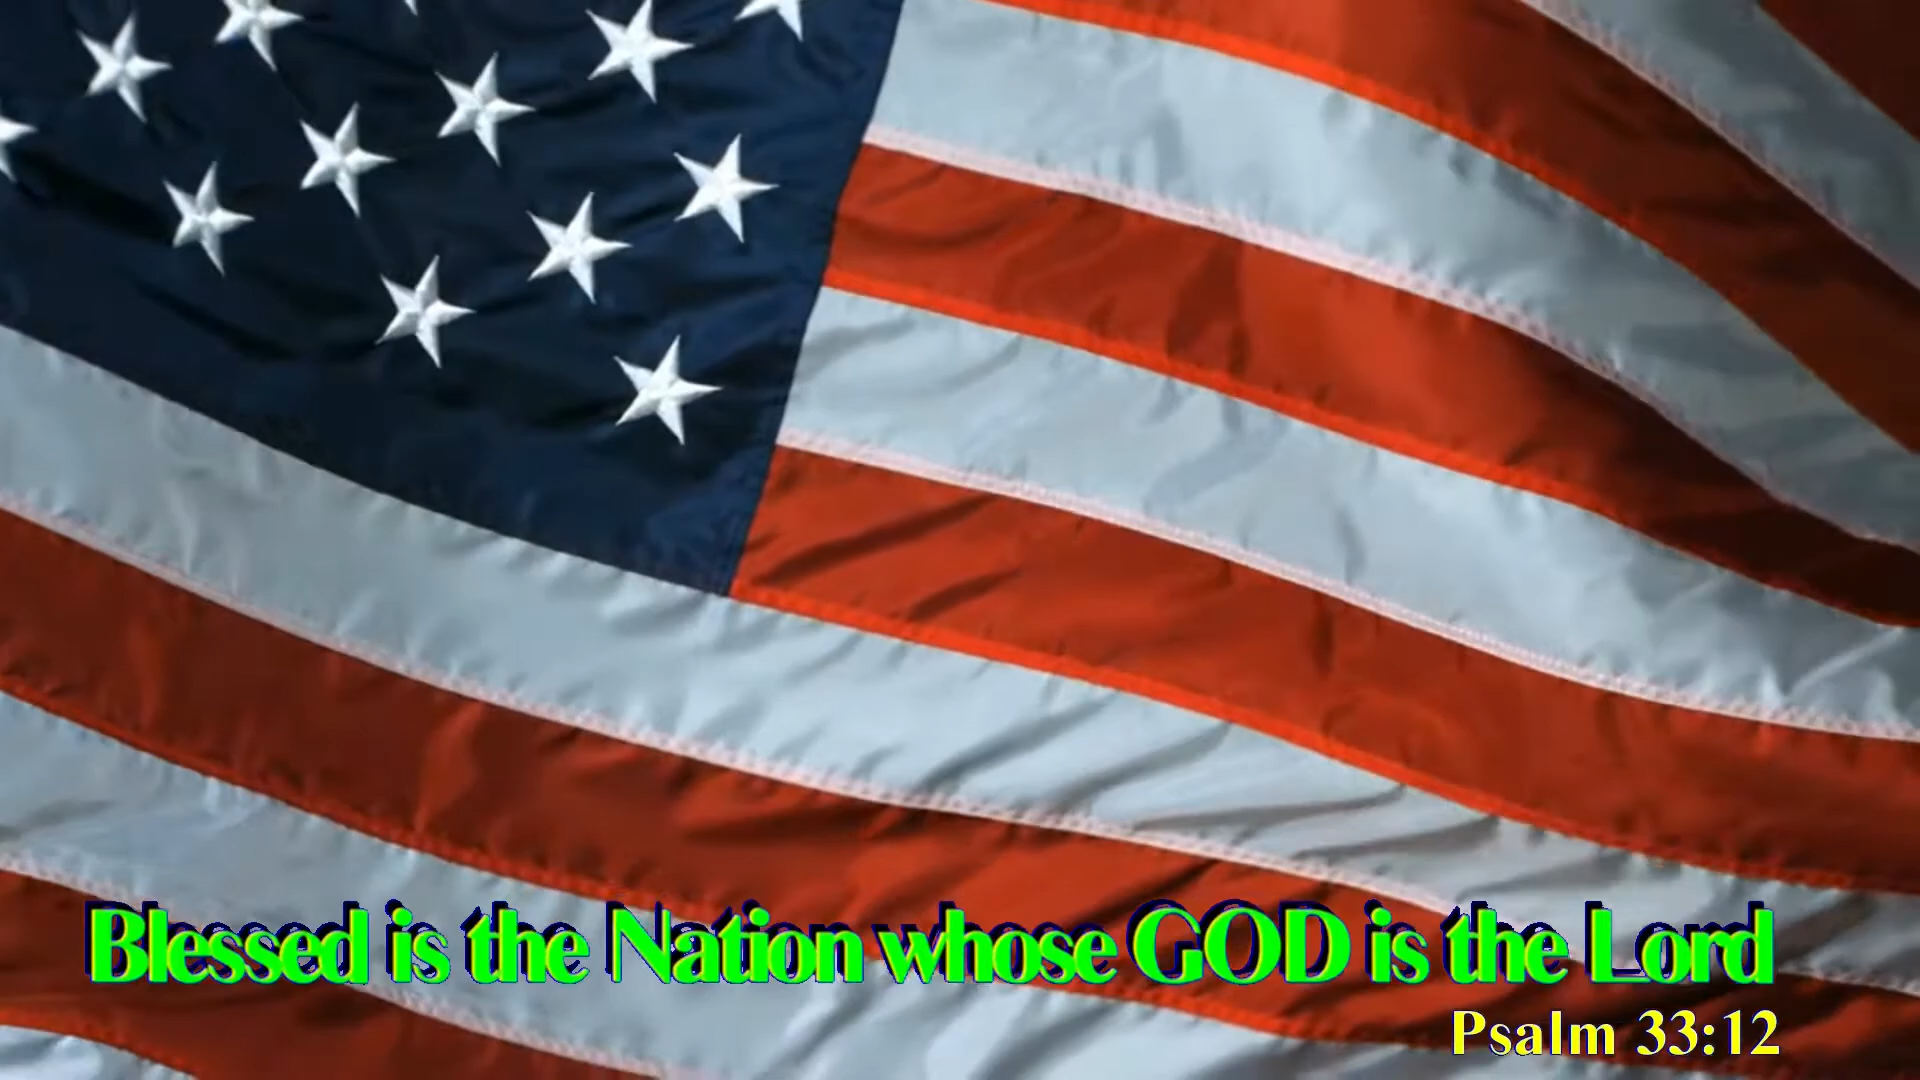 Blessed is the Nation whose GOD is the Lord
Psalm 33:12